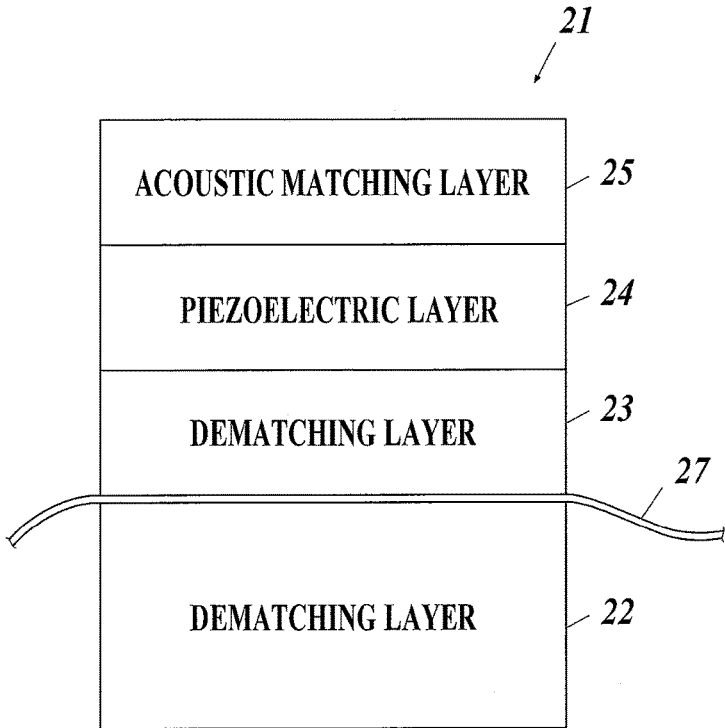 21
ACOUSTIC MATCHING LAYER 25
PIEZOELECTRIC LAYER 24
DEMATCHING LAYER 23
27
DEMATCHING LAYER 22